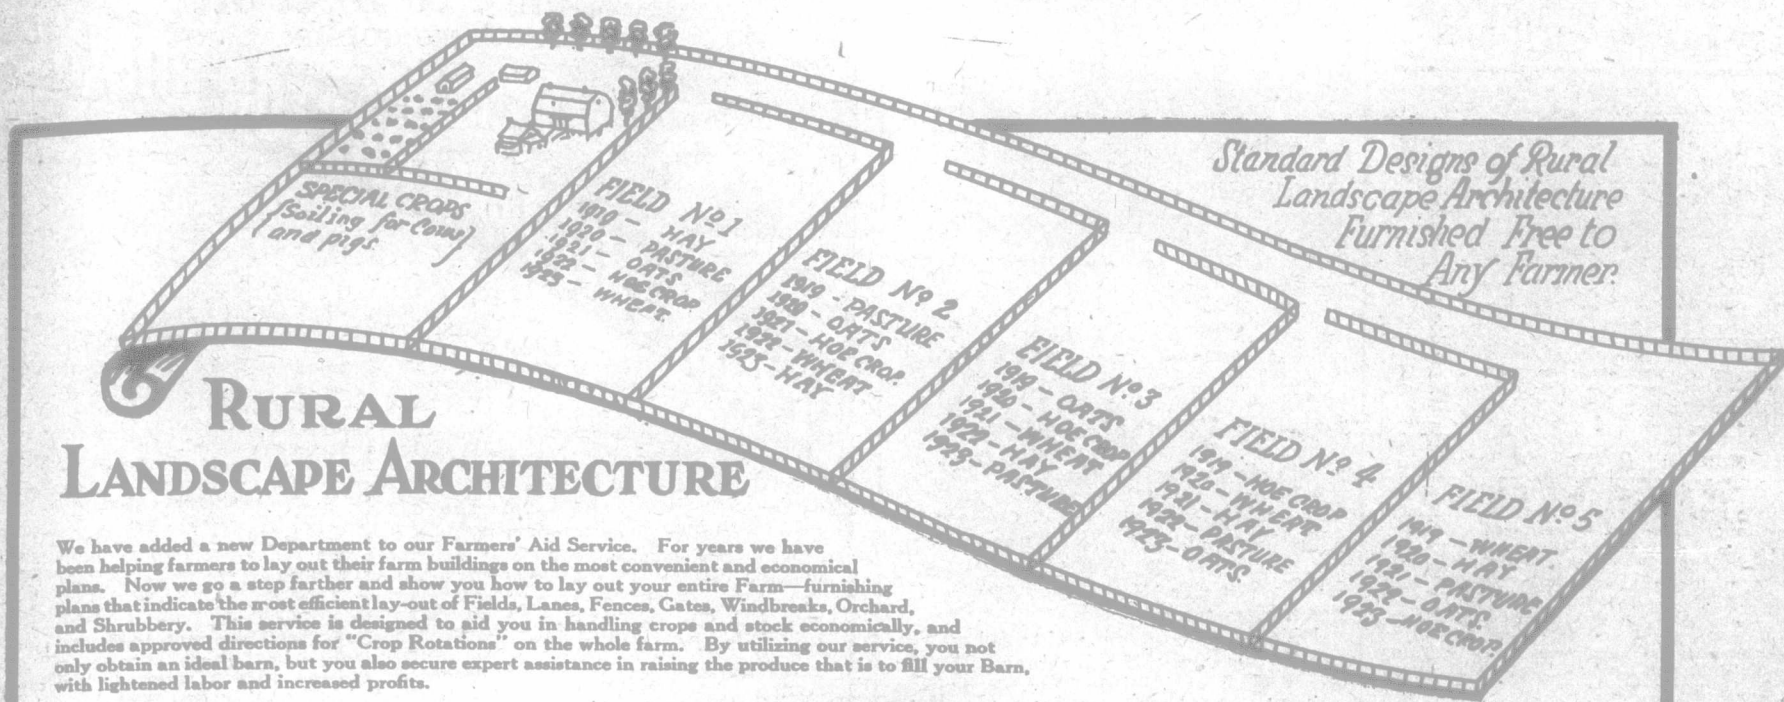 Standard Designs of Rural
Landscape Architecture
Furnished Free to
Any Farmer.
SPECIAL CROPS
(Soiling for Cows)
and pigs
FIELD No 1
1919 - HAY
1920 - PASTURE
1921 - OATS
1922 - HOE CROP.
1923 - WHEAT.
FIELD No 2
1919 - PASTURE
1920 - OATS
1921 - HOE CROP.
1922 - WHEAT
1923 - HAY
FIELD No 3
1919 - OATS
1920 - HOE CROP
1921 - WHEAT
1922 - HAY
1923 - PASTURE
FIELD No 4
1919 - HOE CROP
1920 - WHEAT
1921 - HAY
1922 - PASTURE
1923 - OATS.
FIELD No 5
1919 - WHEAT.
1920 - HAY
1921 - PASTURE
1922 - OATS.
1923 - HOE CROP.
RURAL
LANDSCAPE ARCHITECTURE
We have added a new Department to our Farmers' Aid Service. For years we have
been helping farmers to lay out their farm buildings on the most convenient and economical
plans. Now we go a step farther and show you how to lay out your entire Farm—furnishing
plans that indicate the most efficient lay-out of Fields, Lanes, Fences, Gates, Windbreaks, Orchard,
and Shrubbery. This service is designed to aid you in handling crops and stock economically, and
includes approved directions for "Crop Rotations" on the whole farm. By utilizing our service, you not
only obtain an ideal barn, but you also secure expert assistance in raising the produce that is to fill your Barn,
with lightened labor and increased profits.